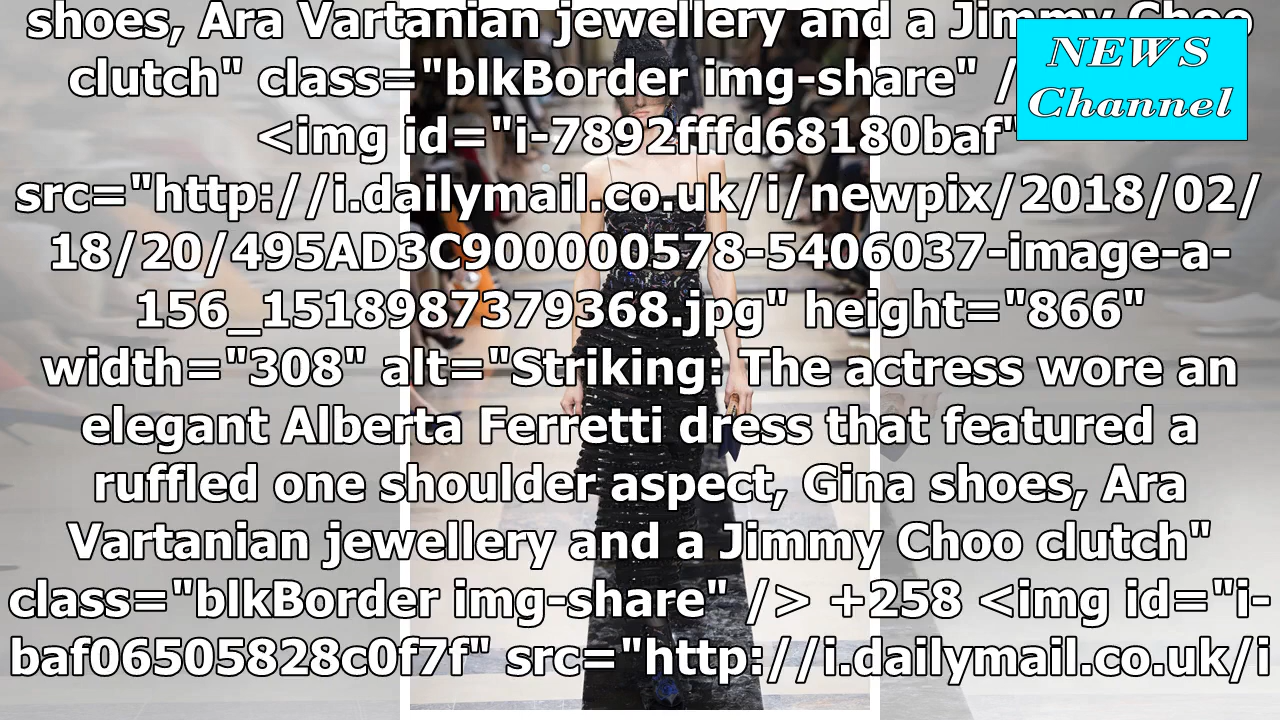 shoes, Ara Vartanian jewellery and a Jimmy Choo
clutch" class="blkBorder img-share" /
<img id="i-7892fffd68180baf"
src="http://i.dailymail.co.uk/i/newpix/2018/02/
18/20/495AD3C900000578-5406037-image-a-
156_1518987379368.jpg" height="866"
width="308" alt="Striking: The actress wore an
elegant Alberta Ferretti dress that featured a
ruffled one shoulder aspect, Gina shoes, Ara
Vartanian jewellery and a Jimmy Choo clutch"
class="blkBorder img-share" /> +258 <img id="i-
baf06505828c0f7f" src="http://i.dailymail.co.uk/i
NEWS
Channel